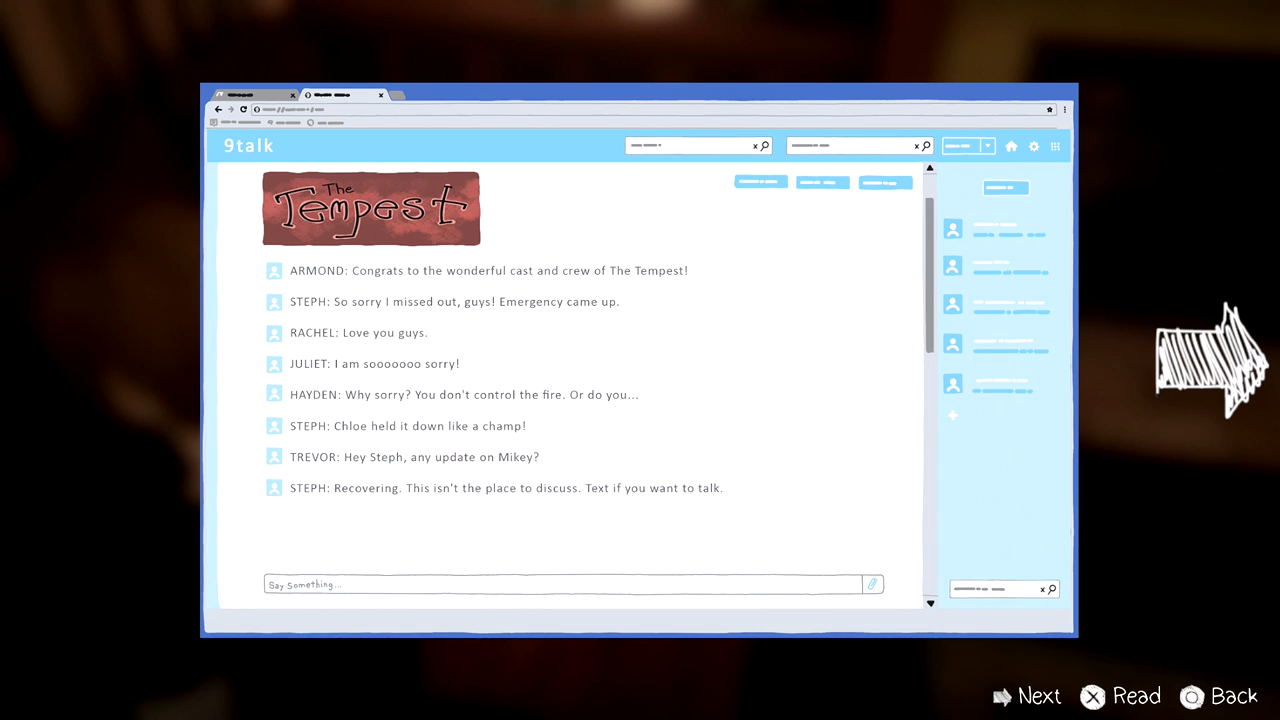 9talk
The
Tempest
ARMOND: Congrats to the wonderful cast and crew of The Tempest!
STEPH: So sorry I missed out, guys! Emergency came up.
RACHEL: Love you guys.
JULIET: I am sooooooo sorry!
HAYDEN: Why sorry? You don't control the fire. Or do you...
STEPH: Chloe held it down like a champ!
TREVOR: Hey Steph, any update on Mikey?
STEPH: Recovering. This isn't the place to discuss. Text if you want to talk.
Say Something...
Next Read Back